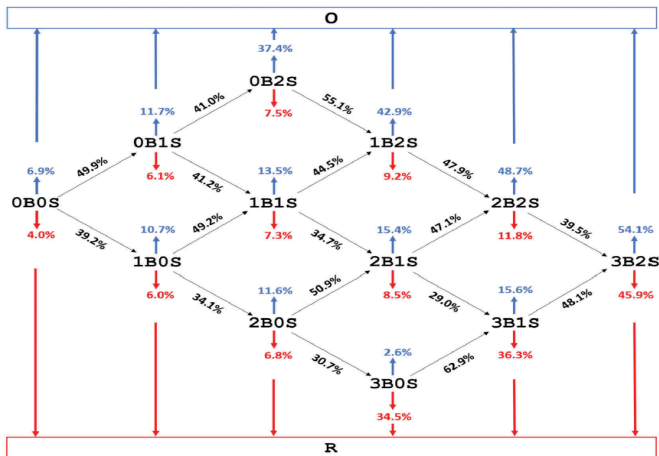 O
37.4%
0B2S
41.0%
55.1%
7.5%
11.7%
42.9%
0B1S
1B2S
49.9%
6.1%
41.2%
13.5%
44.5%
9.2%
47.9%
48.7%
6.9%
0B0S
1B1S
2B2S
4.0%
39.2%
10.7%
49.2%
7.3%
34.7%
15.4%
47.1%
11.8%
39.5%
54.1%
1B0S
2B1S
3B2S
6.0%
34.1%
11.6%
50.9%
8.5%
29.0%
15.6%
48.1%
45.9%
2B0S
3B1S
6.8%
30.7%
2.6%
62.9%
36.3%
3B0S
34.5%
R